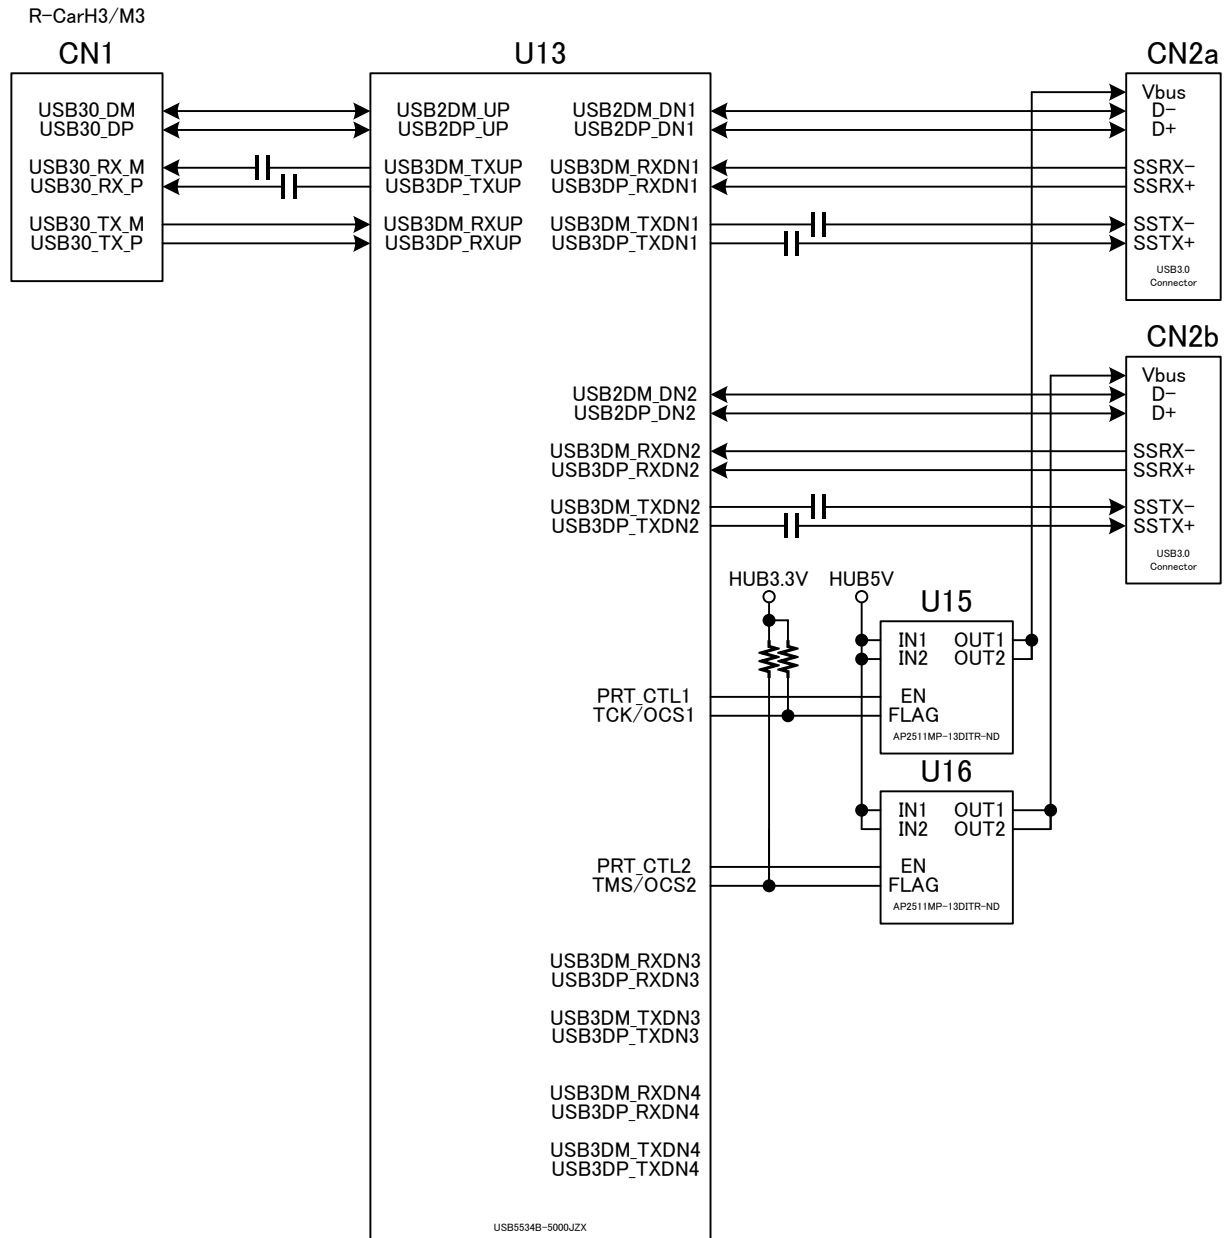 R-CarH3/M3
CN1
USB30_DM
USB30_DP
USB30_RX_M
USB30_RX_P
USB30_TX_M
USB30_TX_P
U13
USB2DM_UP
USB2DP_UP
USB3DM_TXUP
USB3DP_TXUP
USB3DM_RXUP
USB3DP_RXUP
USB2DM_DN1
USB2DP_DN1
USB3DM_RXDN1
USB3DP_RXDN1
USB3DM_TXDN1
USB3DP_TXDN1
USB2DM_DN2
USB2DP_DN2
USB3DM_RXDN2
USB3DP_RXDN2
USB3DM_TXDN2
USB3DP_TXDN2
PRT_CTL1
TCK/OCS1
PRT_CTL2
TMS/OCS2
USB3DM_RXDN3
USB3DP_RXDN3
USB3DM_TXDN3
USB3DP_TXDN3
USB3DM_RXDN4
USB3DP_RXDN4
USB3DM_TXDN4
USB3DP_TXDN4
USB5534B-5000JZX
CN2a
Vbus
D-
D+
SSRX-
SSRX+
SSTX-
SSTX+
USB3.0
Connector
CN2b
Vbus
D-
D+
SSRX-
SSRX+
SSTX-
SSTX+
USB3.0
Connector
HUB3.3V
HUB5V
U15
IN1 OUT1
IN2 OUT2
EN
FLAG
AP2511MP-13DITR-ND
U16
IN1 OUT1
IN2 OUT2
EN
FLAG
AP2511MP-13DITR-ND